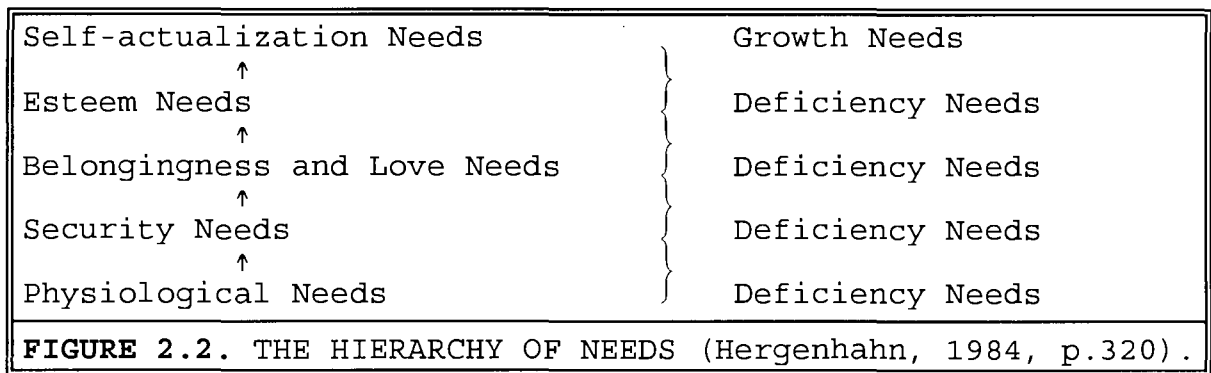 Self-actualization Needs Growth Needs
↑
Esteem Needs Deficiency Needs
↑
Belongingness and Love Needs Deficiency Needs
↑
Security Needs Deficiency Needs
↑
Physiological Needs Deficiency Needs
FIGURE 2.2. THE HIERARCHY OF NEEDS (Hergenhahn, 1984, p.320).